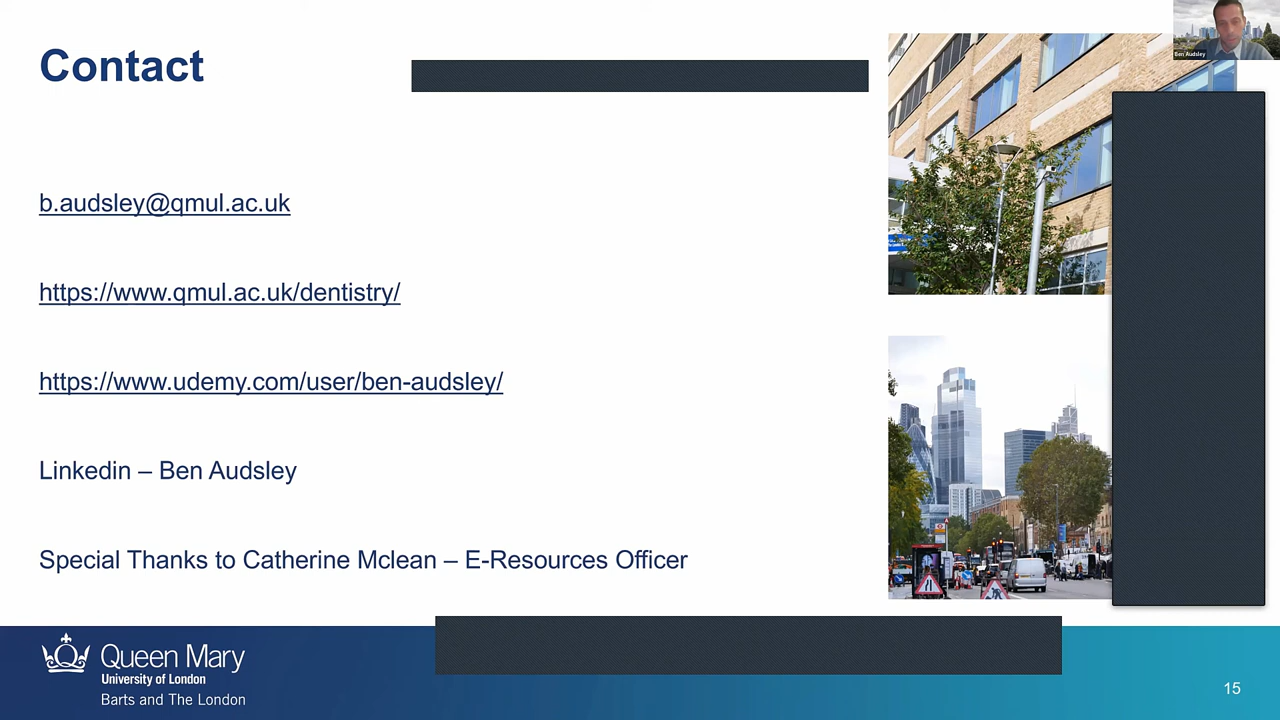 Contact
Ben Audsley
b.audsley@qmul.ac.uk
https://www.qmul.ac.uk/dentistry/
https://www.udemy.com/user/ben-audsley/
Linkedin – Ben Audsley
Special Thanks to Catherine Mclean – E-Resources Officer
Queen Mary
University of London
Barts and The London
15